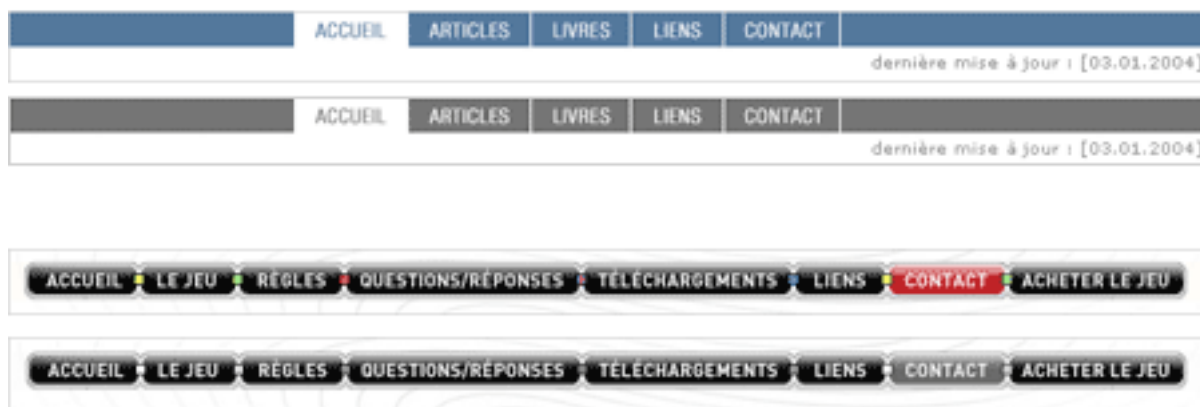 ACCUEIL ARTICLES LIVRES LIENS CONTACT
dernière mise à jour : [03.01.2004]
ACCUEIL ARTICLES LIVRES LIENS CONTACT
dernière mise à jour : [03.01.2004]
ACCUEIL LE JEU RÈGLES QUESTIONS/RÉPONSES TÉLÉCHARGEMENTS LIENS CONTACT ACHETER LE JEU
ACCUEIL LE JEU RÈGLES QUESTIONS/RÉPONSES TÉLÉCHARGEMENTS LIENS CONTACT ACHETER LE JEU